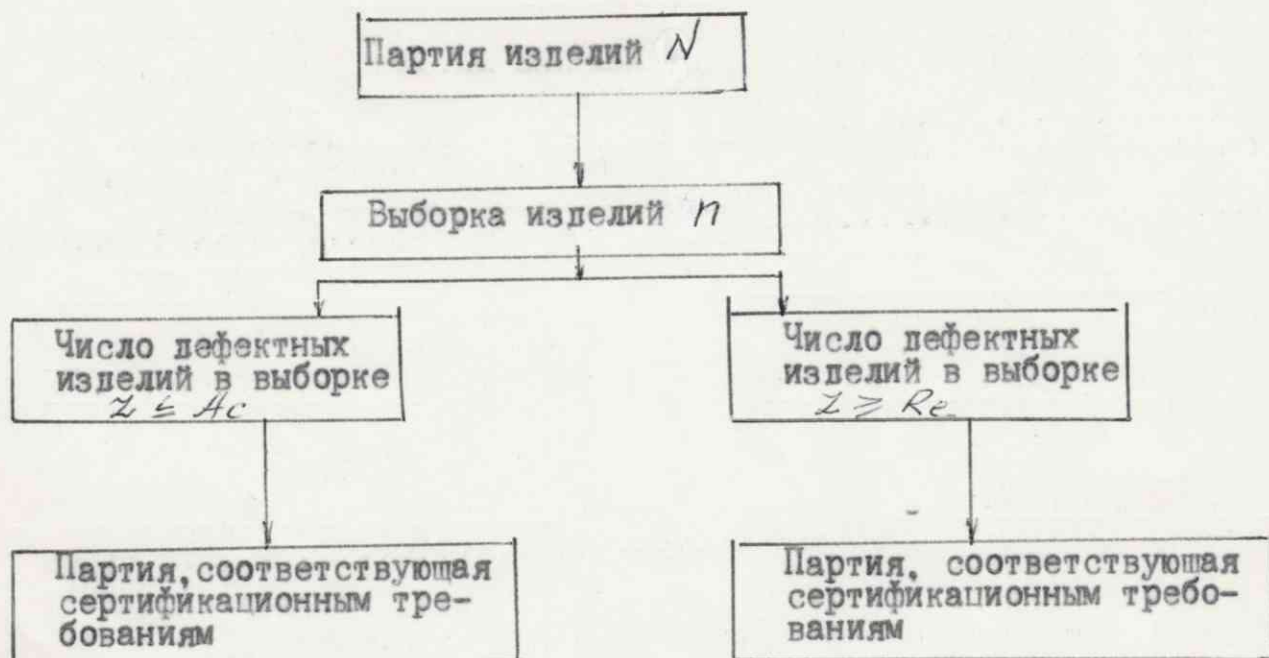 Партия изделий N
Выборка изделий n
Число дефектных
изделий в выборке
Z ≤ Ac
Число дефектных
изделий в выборке
Z ≥ Re
Партия, соответствующая
сертификационным тре-
бованиям
Партия, соответствующая
сертификационным требо-
ваниям